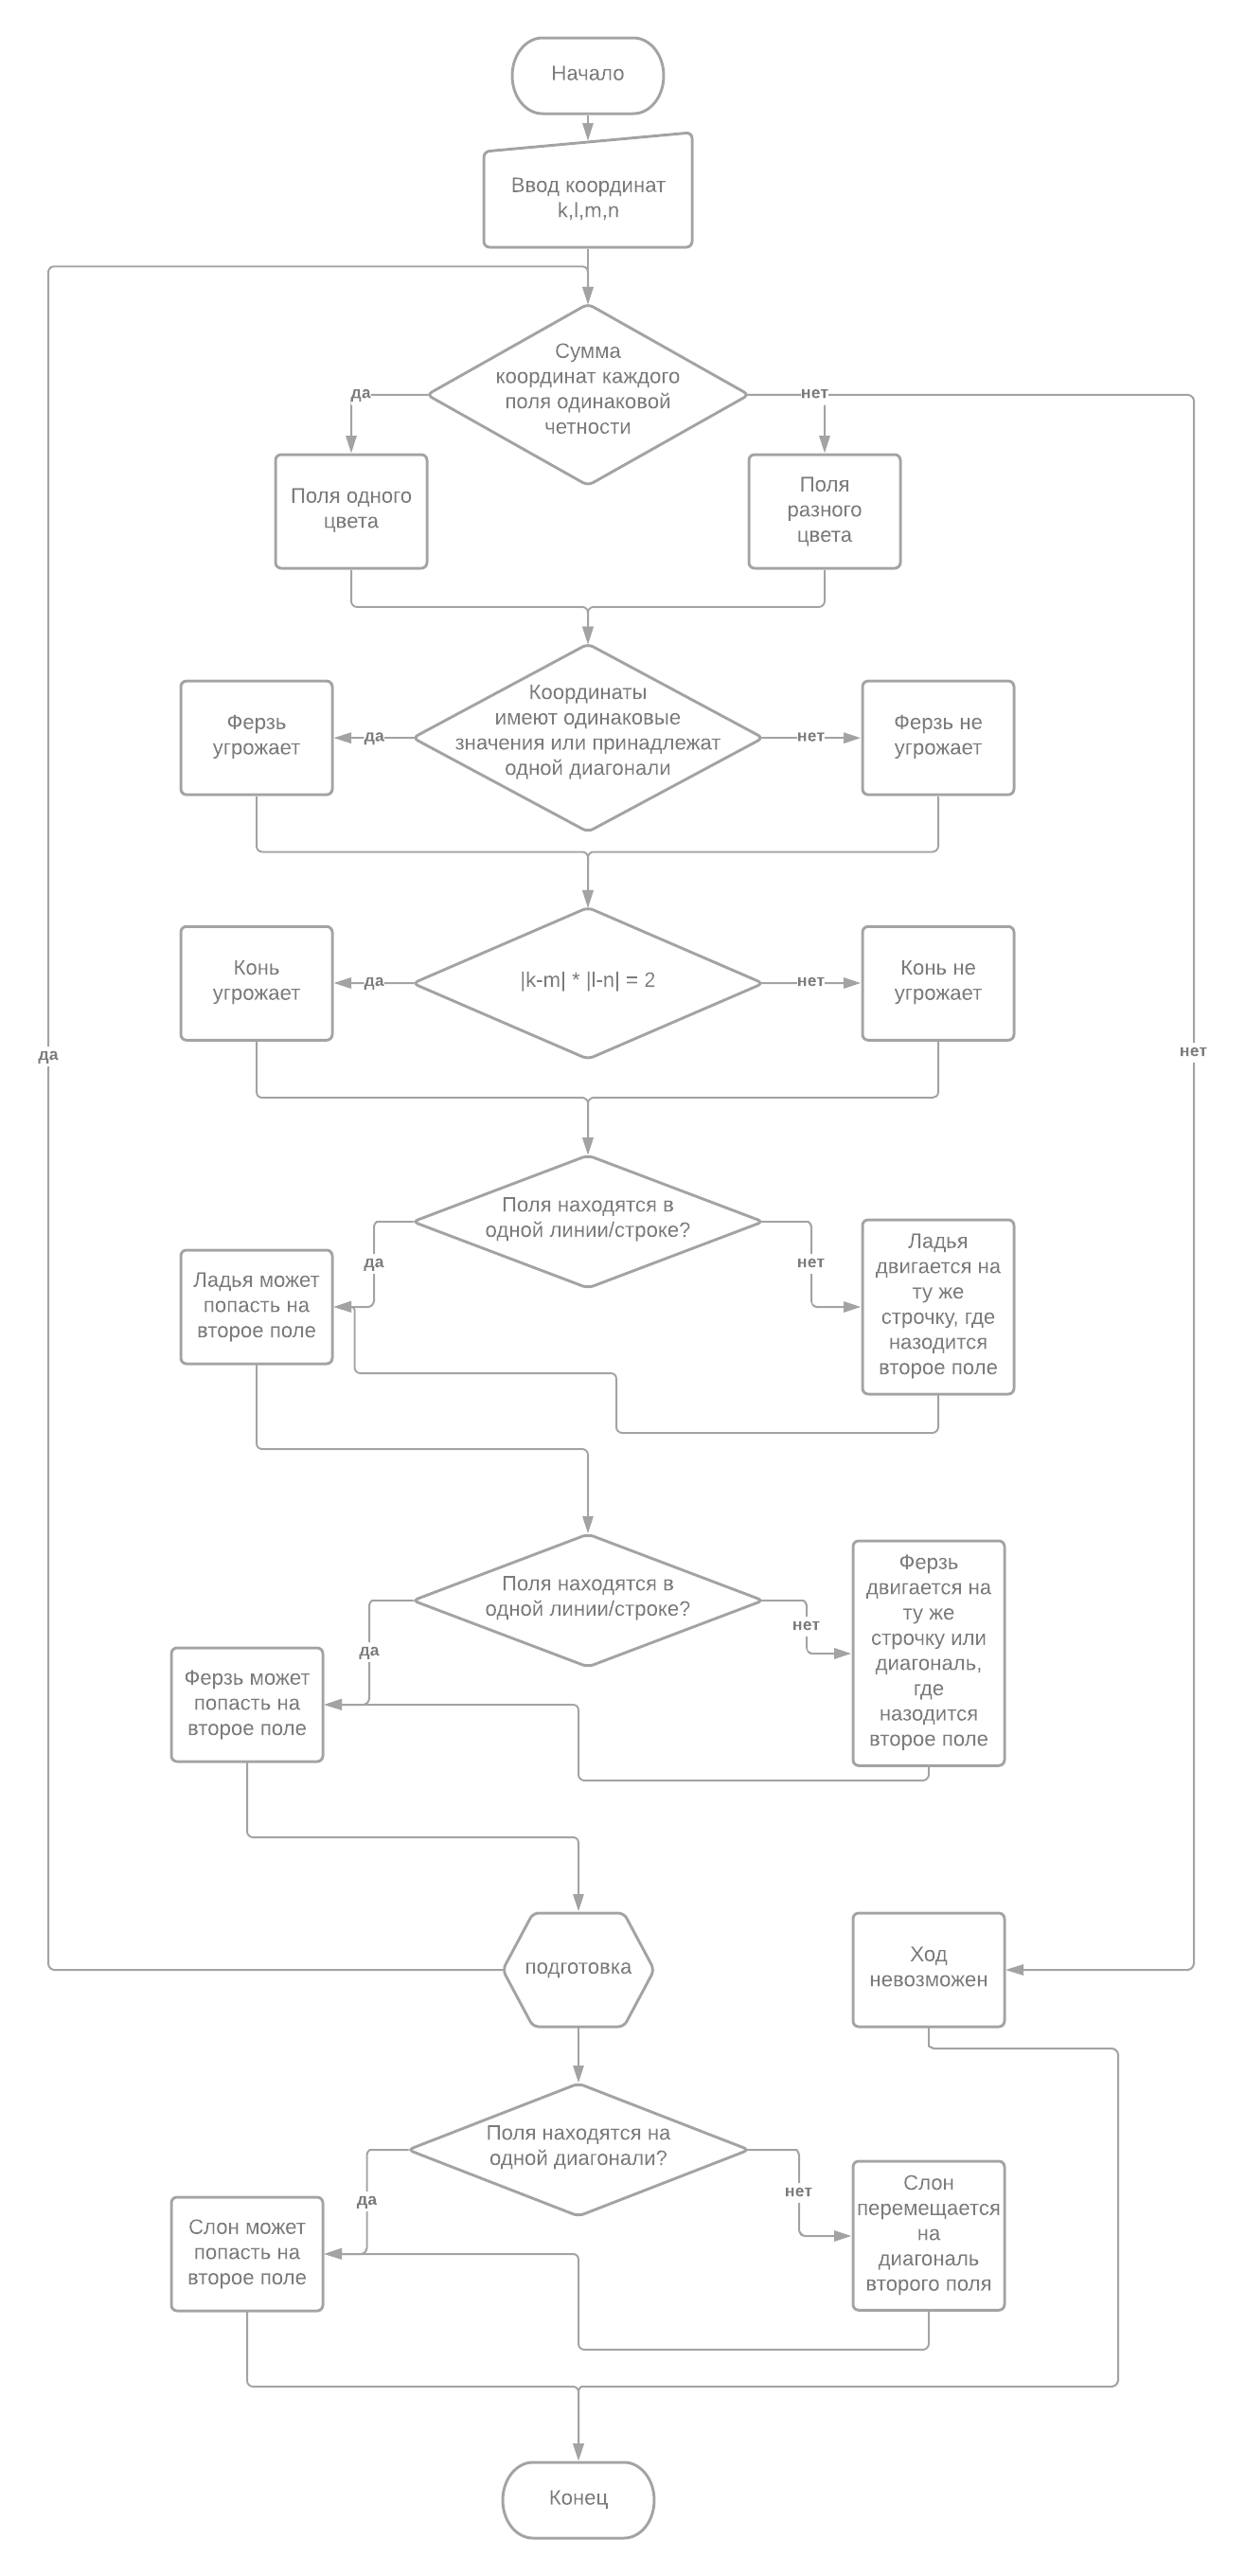 Начало
Ввод координат
k,l,m,n
Сумма
координат каждого
поля одинаковой
четности
да
нет
Поля одного
цвета
Поля
разного
цвета
Координаты
имеют одинаковые
значения или принадлежат
одной диагонали
да
нет
Ферзь
угрожает
Ферзь не
угрожает
|k-m| * |l-n| = 2
да
нет
Конь
угрожает
Конь не
угрожает
да
нет
Поля находятся в
одной линии/строке?
да
нет
Ладья может
попасть на
второе поле
Ладья
двигается на
ту же
строчку, где
назодится
второе поле
Поля находятся в
одной линии/строке?
да
нет
Ферзь может
попасть на
второе поле
Ферзь
двигается на
ту же
строчку или
диагональ,
где
назодится
второе поле
подготовка
Ход
невозможен
Поля находятся на
одной диагонали?
да
нет
Слон может
попасть на
второе поле
Слон
перемещается
на
диагональ
второго поля
Конец